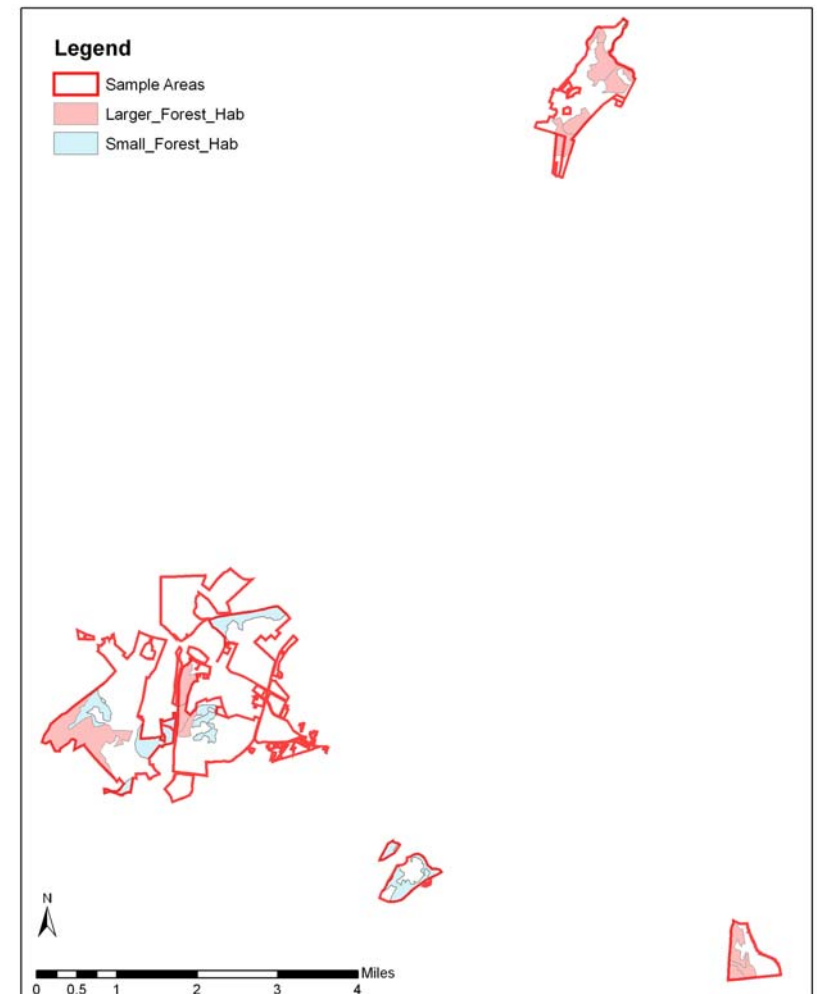 Legend
Sample Areas
Larger_Forest_Hab
Small_Forest_Hab
N
Miles
0 0.5 1 2 3 4